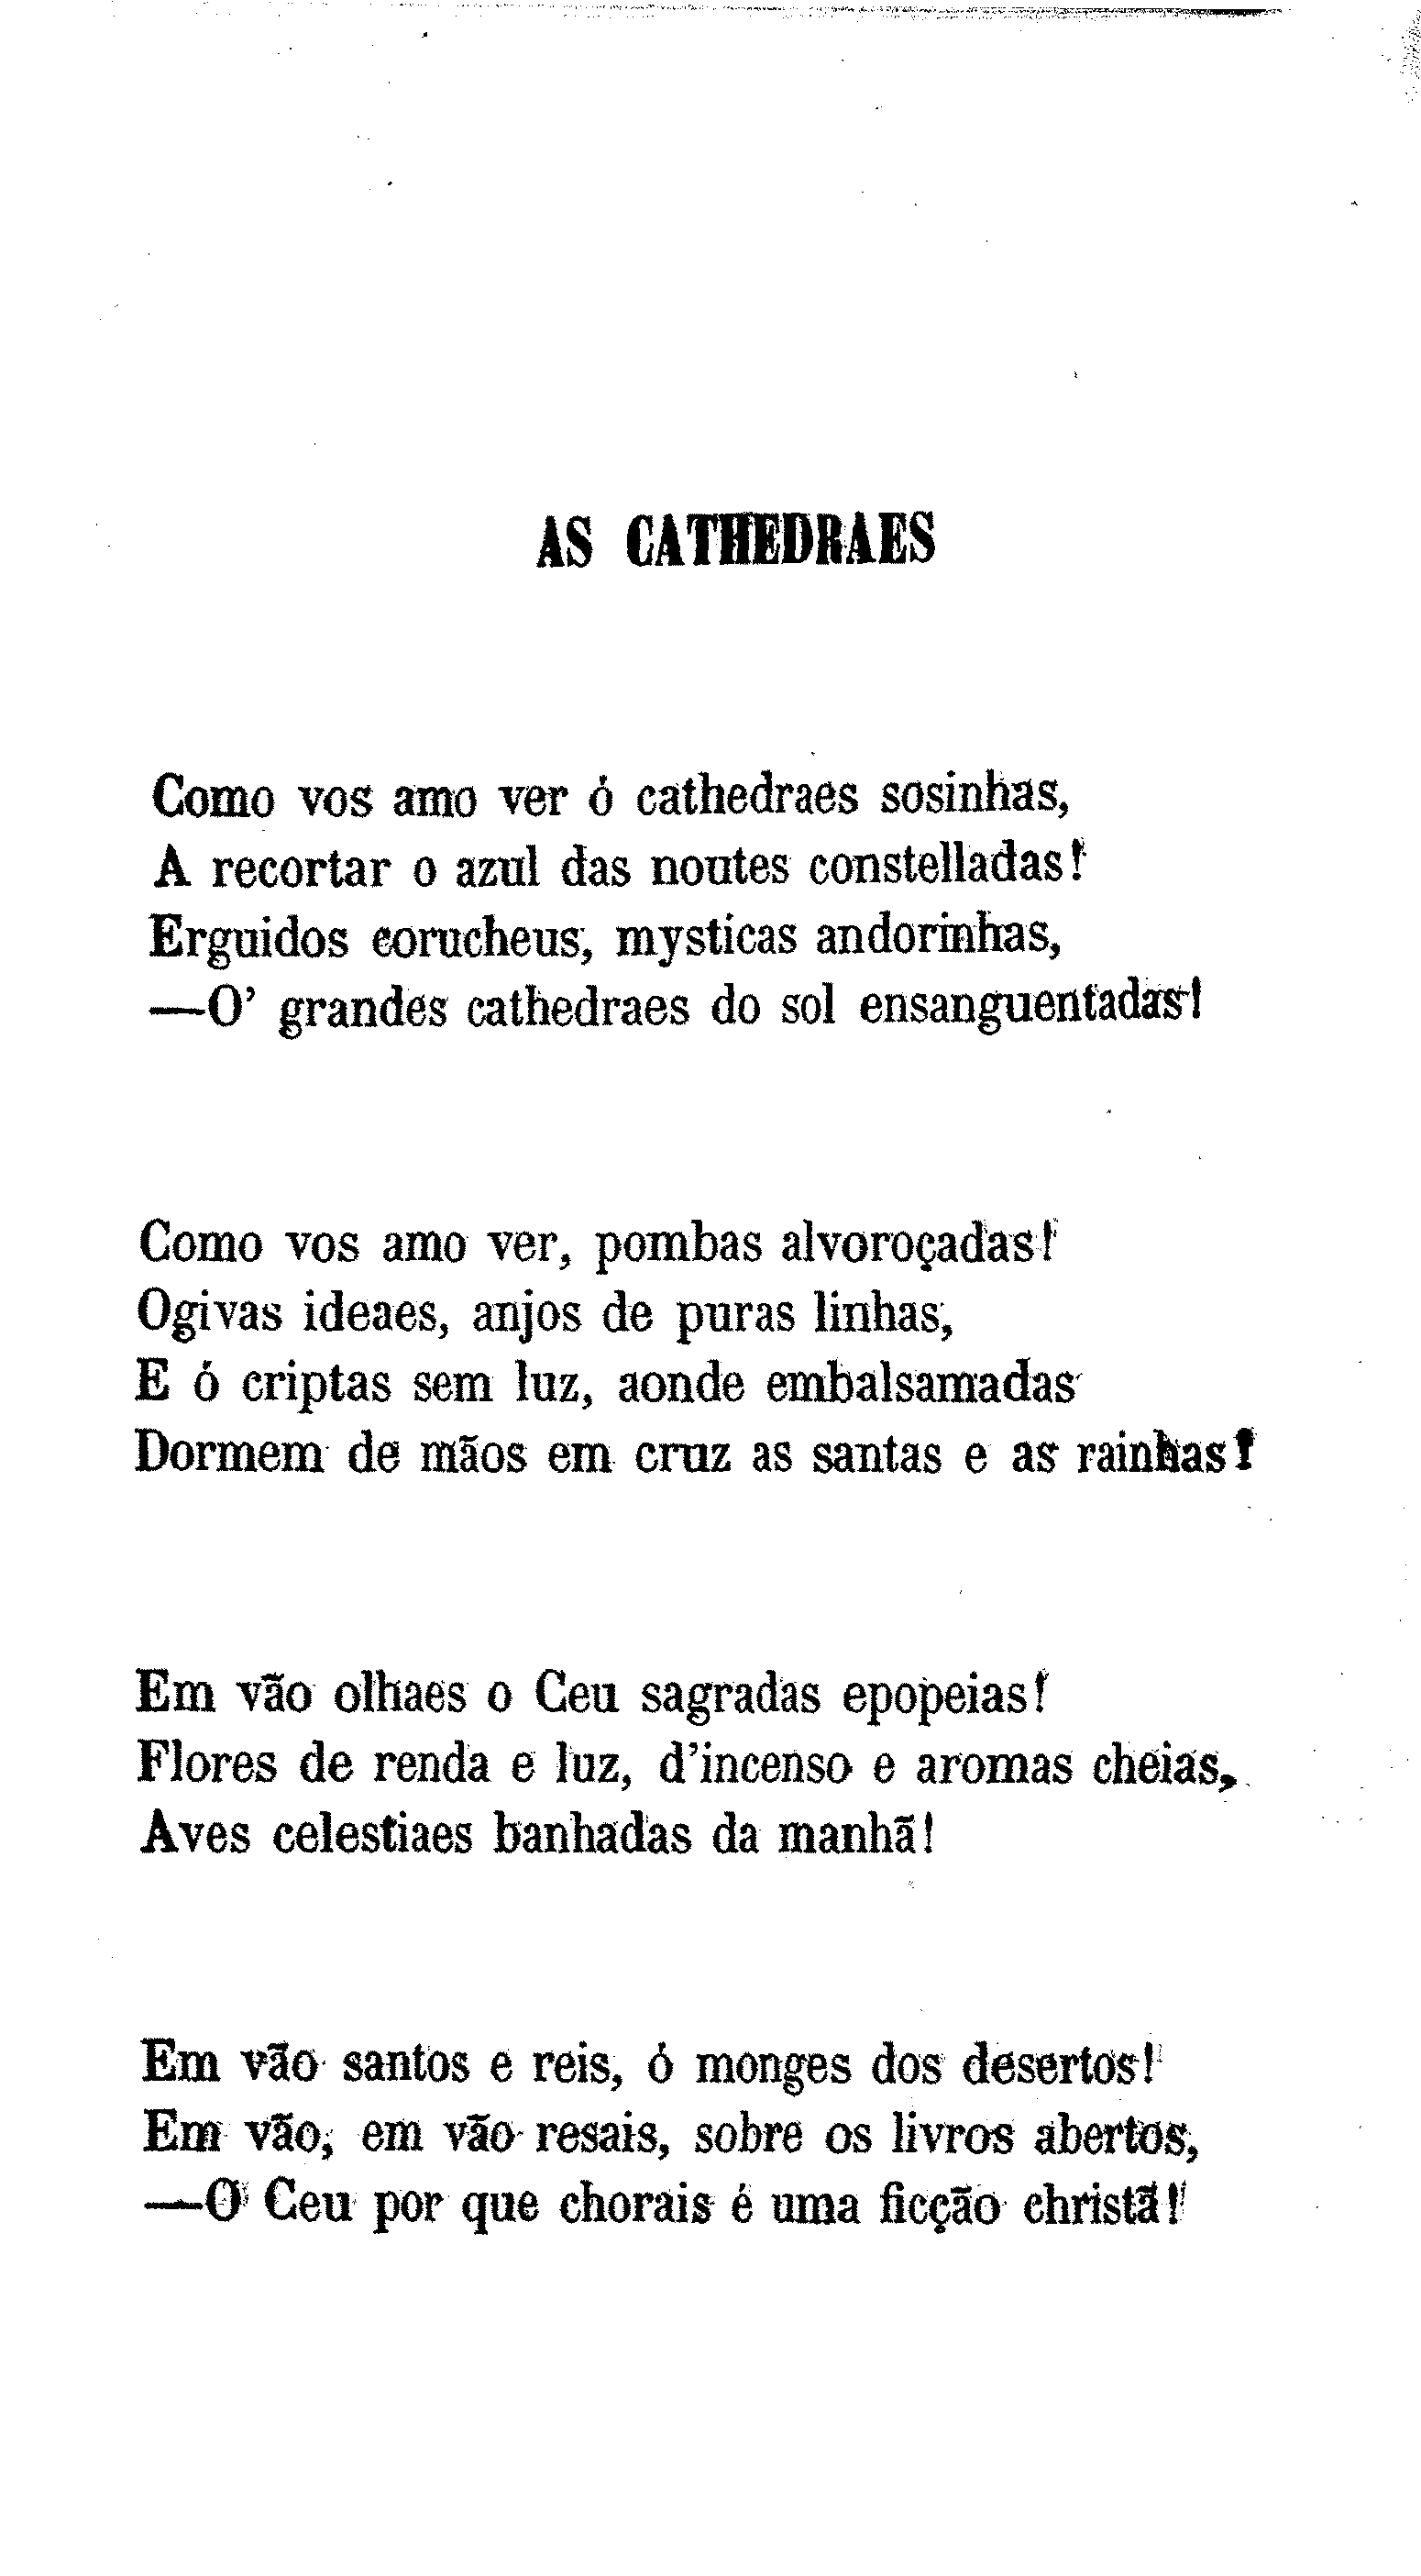 AS CATHEDRAES
Como vos amo ver ó cathedraes sosinhas,
A recortar o azul das noutes constelladas!
Erguidos corucheus, mysticas andorinhas,
—O' grandes cathedraes do sol ensanguentadas!
Como vos amo ver, pombas alvoroçadas!
Ogivas ideaes, anjos de puras linhas,
E ó criptas sem luz, aonde embalsamadas
Dormem de mãos em cruz as santas e as rainhas!
Em vão olhaes o Ceu sagradas epopeias!
Flores de renda e luz, d'incenso e aromas cheias,
Aves celestiaes banhadas da manhã!
Em vão santos e reis, ó monges dos desertos!
Em vão, em vão resais, sobre os livros abertos,
—O Ceu por que chorais é uma ficção christã!